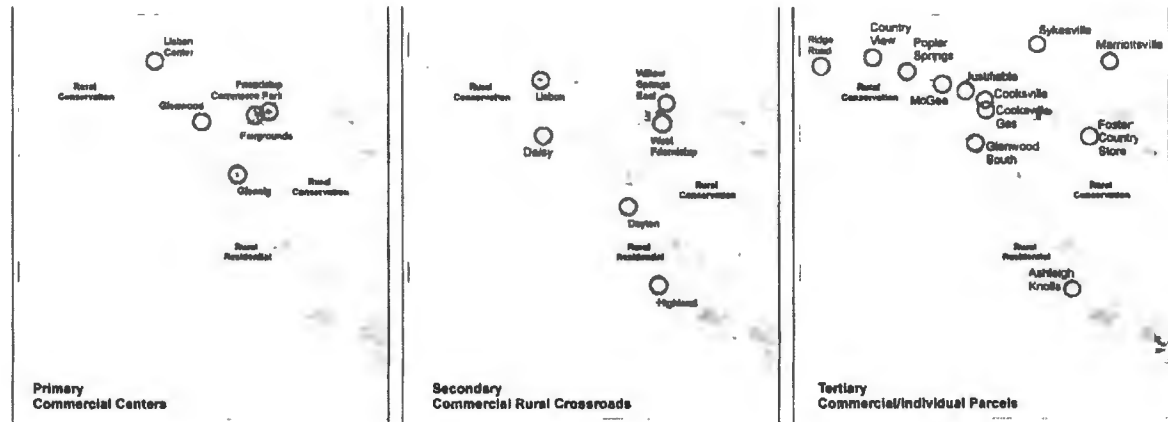 Lisbon
Center
Rural
Conservation
Friendship
Commerce Park
Glenwood
Fairgrounds
Glenelg
Rural
Conservation
Rural
Residential
Primary
Commercial Centers
Rural
Conservation
Lisbon
Willow
Springs
East
Daisy
West
Friendship
Rural
Conservation
Dayton
Rural
Residential
Highland
Secondary
Commercial Rural Crossroads
Ridge
Road
Country
View
Poplar
Springs
Sykesville
Marriottsville
Rural
Conservation
McGee
Cooksville
Cooksville
Gas
Glenwood
South
Foster
Country
Store
Rural
Conservation
Rural
Residential
Ashleigh
Knolls
Tertiary
Commercial/Individual Parcels